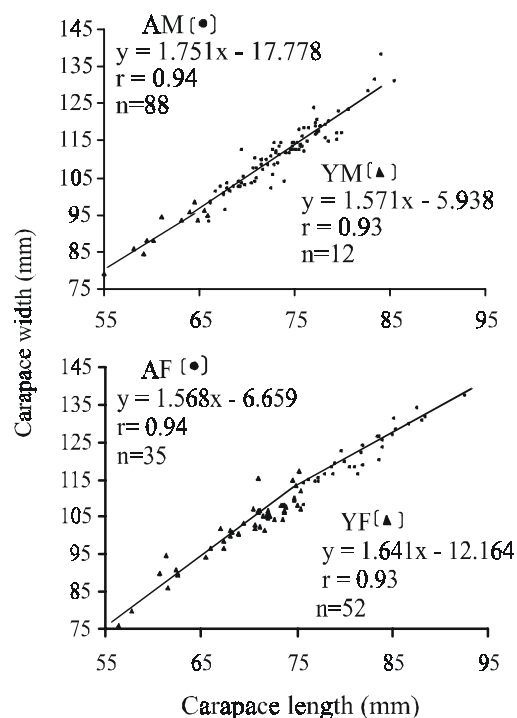 AM (●)
y = 1.751x - 17.778
r = 0.94
n=88
YM(▲)
y = 1.571x - 5.938
r = 0.93
n=12
145
135
125
115
105
95
85
75
55
65
75
85
95
Carapace width (mm)
AF (●)
y = 1.568x - 6.659
r= 0.94
n=35
YF(▲)
y = 1.641x - 12.164
r = 0.93
n=52
145
135
125
115
105
95
85
75
55
65
75
85
95
Carapace length (mm)